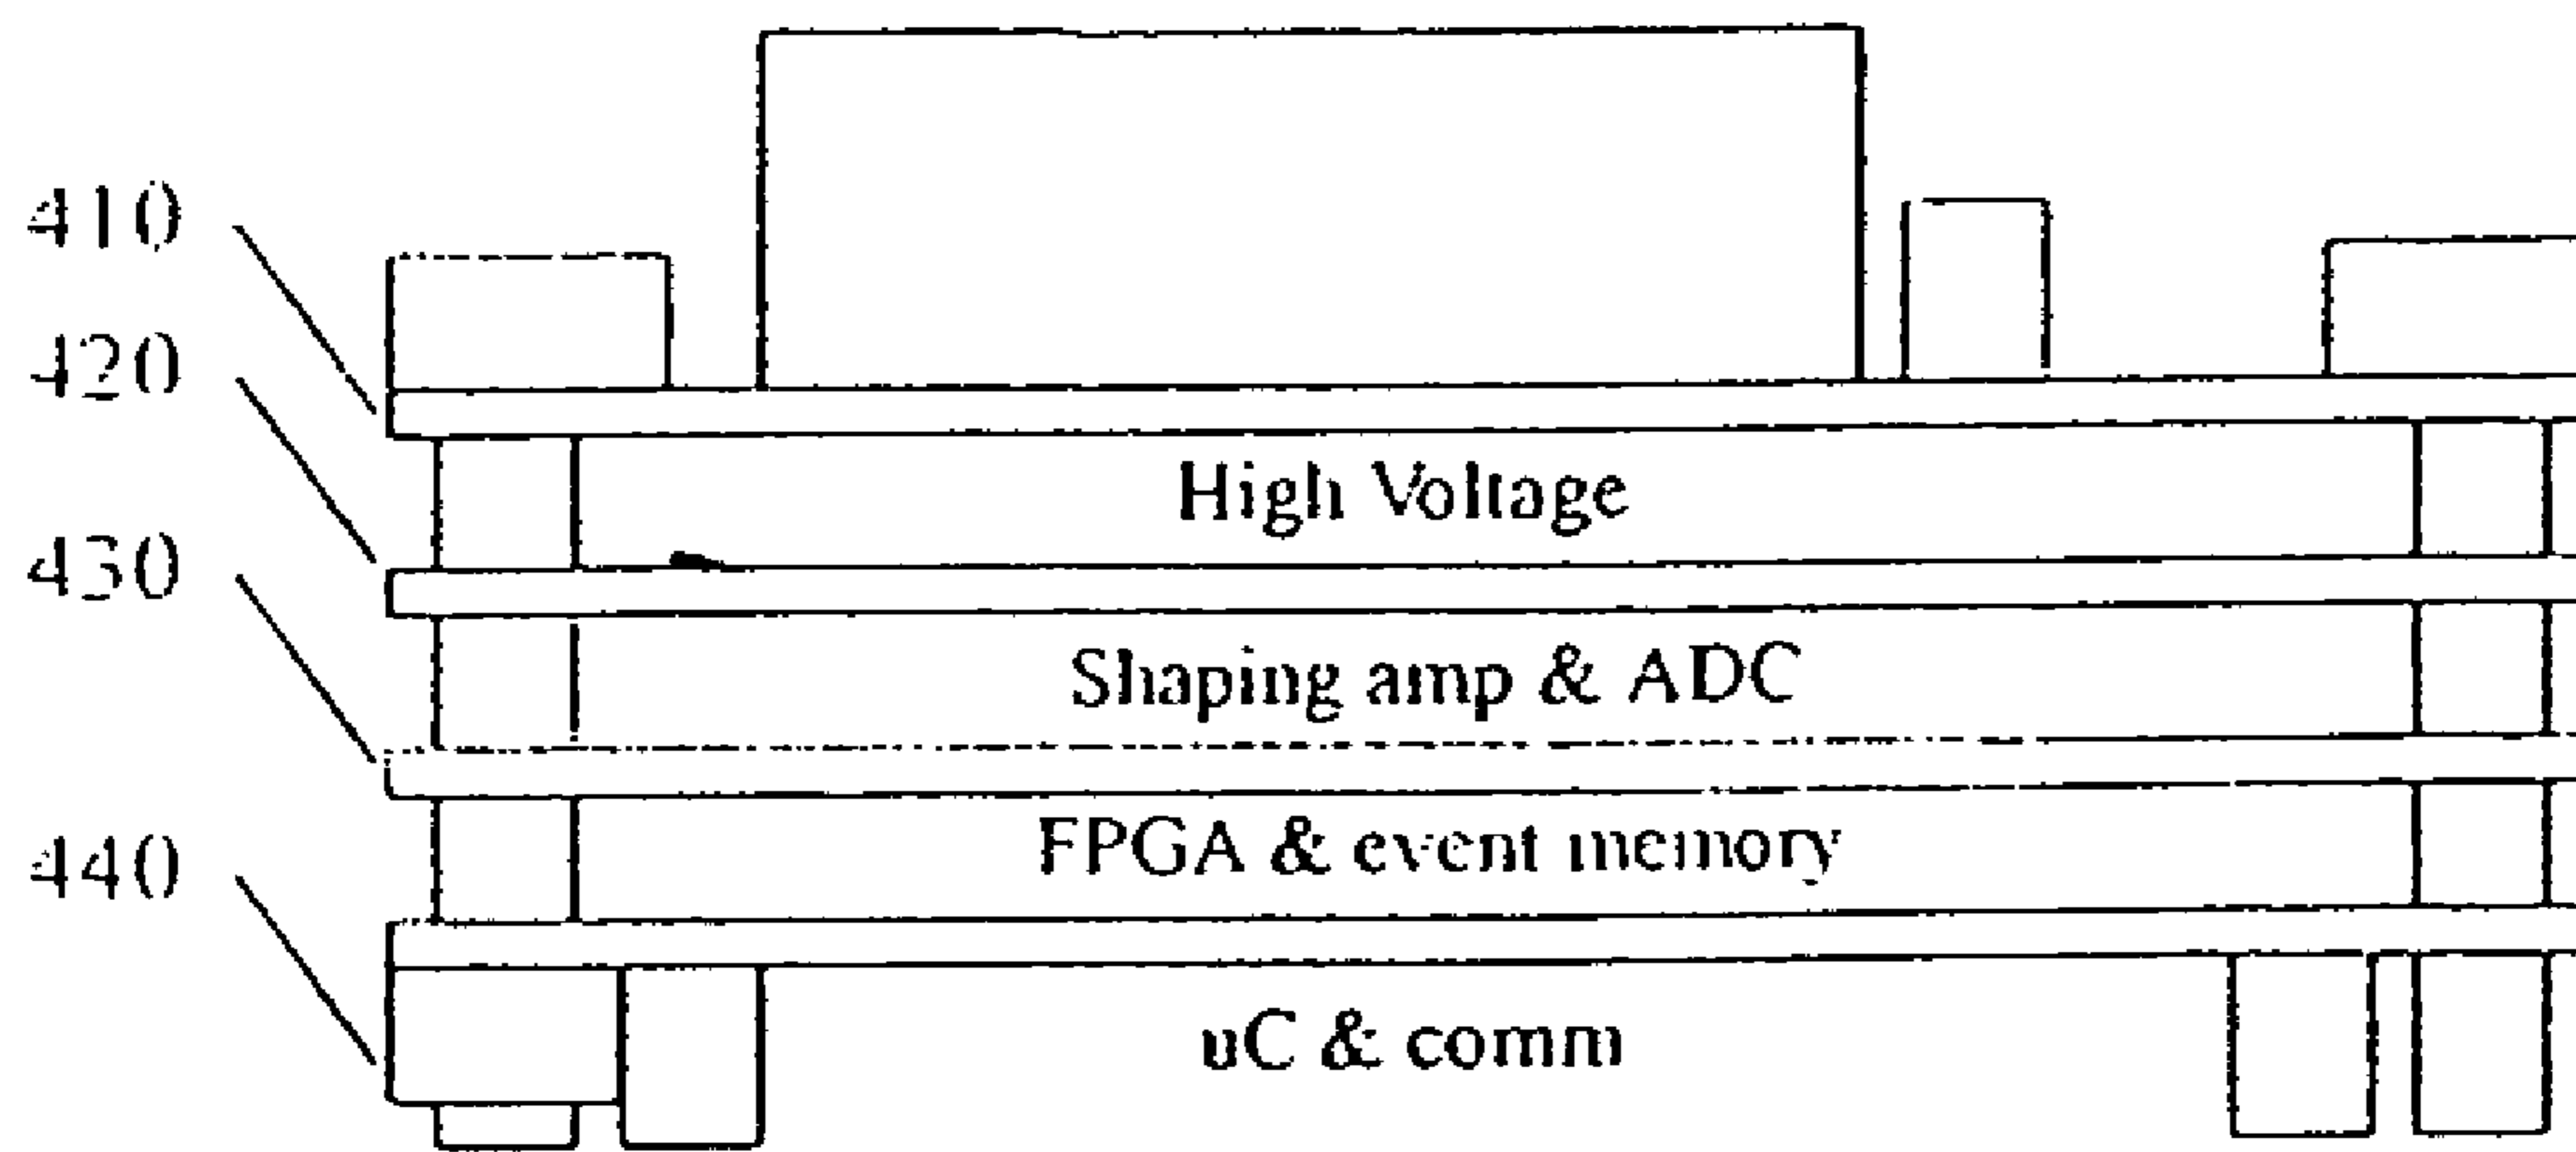 410
420
High Voltage
430
Shaping amp & ADC
FPGA & event memory
440
uC & comm